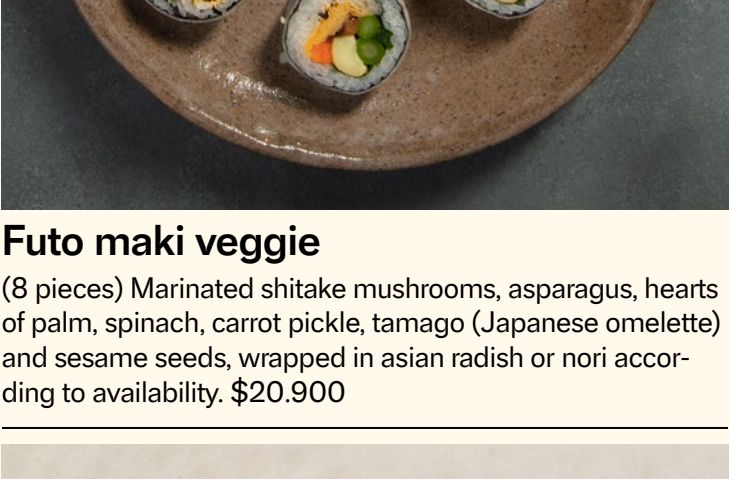 Futo maki veggie
(8 pieces) Marinated shitake mushrooms, asparagus, hearts
of palm, spinach, carrot pickle, tamago (Japanese omelette)
and sesame seeds, wrapped in asian radish or nori accor-
ding to availability. $20.900